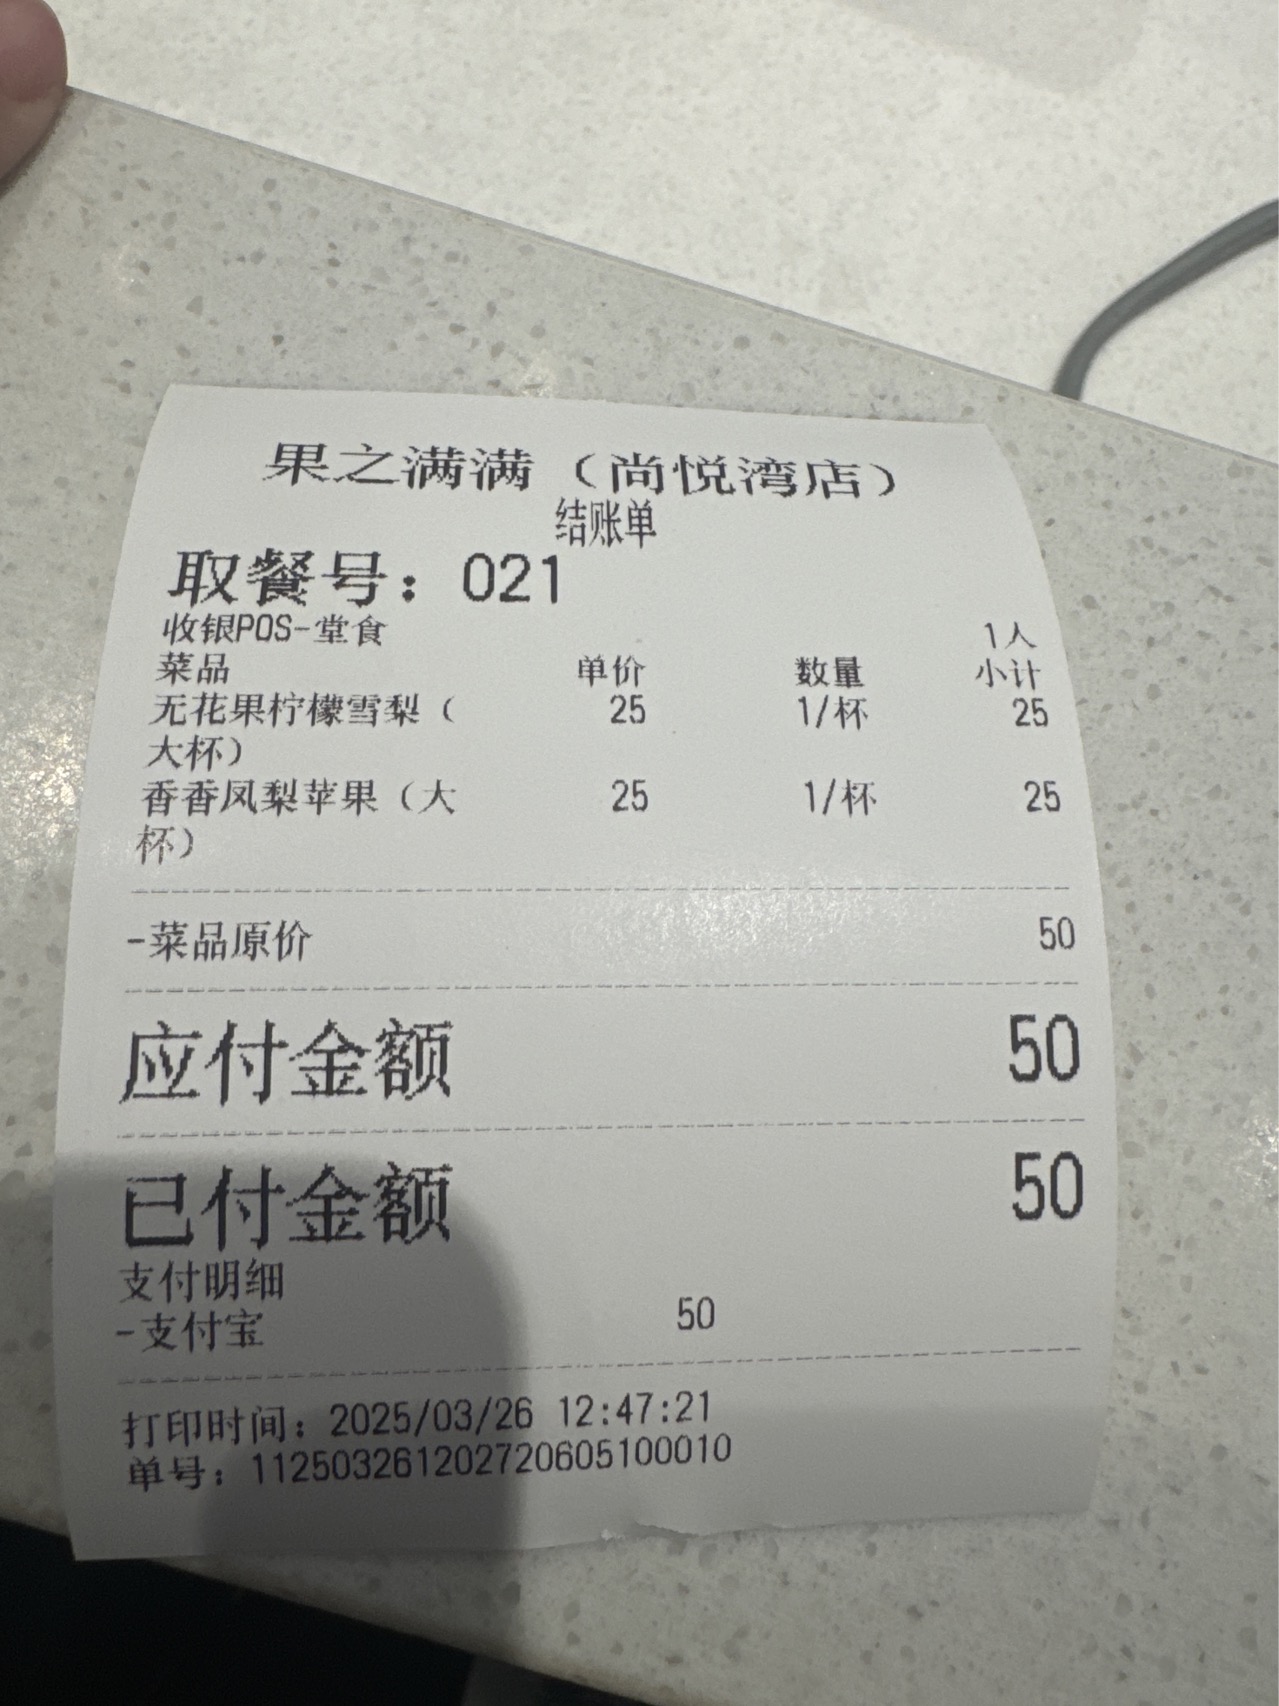 果之满满（尚悦湾店）
结账单
取餐号：021
收银POS-堂食 1人
菜品 单价 数量 小计
无花果柠檬雪梨（ 25 1/杯 25
大杯）
香香凤梨苹果（大 25 1/杯 25
杯）
-菜品原价 50
应付金额 50
已付金额 50
支付明细
-支付宝 50
打印时间：2025/03/26 12:47:21
单号：112503261202720605100010